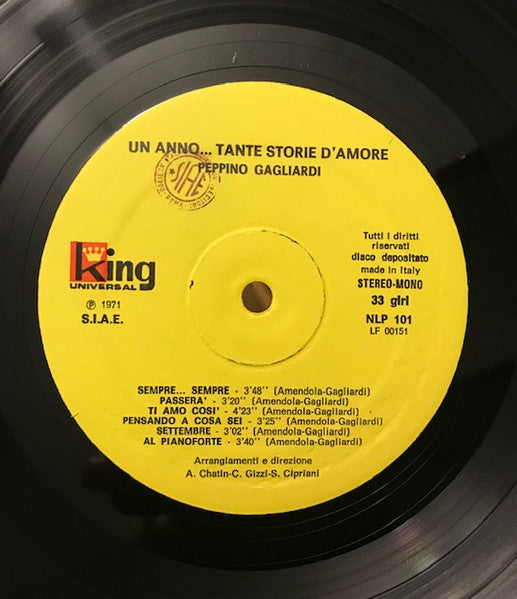 UN ANNO... TANTE STORIE D'AMORE
PEPPINO GAGLIARDI
SIAE
king
UNIVERSAL
Ⓟ 1971
S.I.A.E.
Tutti i diritti
riservati
disco depositato
made in Italy
STEREO-MONO
33 giri
NLP 101
LF 00151
SEMPRE... SEMPRE - 3'48" (Amendola-Gagliardi)
PASSERA' - 3'20" (Amendola-Gagliardi)
TI AMO COSI' - 4'23" (Amendola-Gagliardi)
PENSANDO A COSA SEI - 3'25" (Amendola-Gagliardi)
SETTEMBRE - 3'02" (Amendola-Gagliardi)
AL PIANOFORTE - 3'40" (Amendola-Gagliardi)
Arrangiamenti e direzione
A. Chatin-C. Gizzi-S. Cipriani